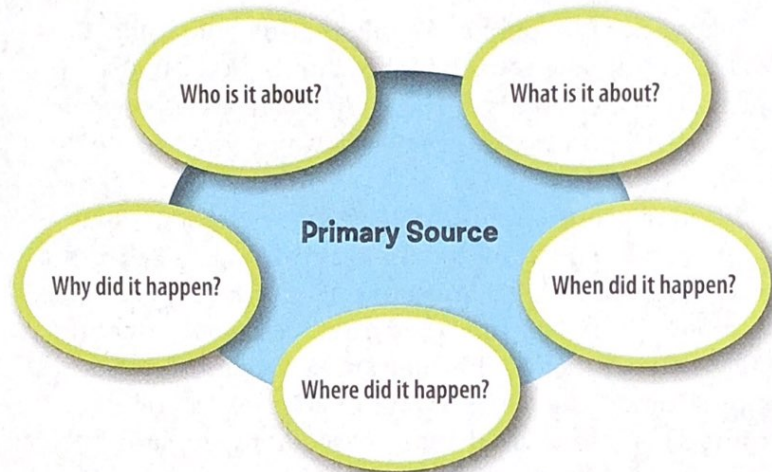 Who is it about?
What is it about?
Primary Source
Why did it happen?
When did it happen?
Where did it happen?